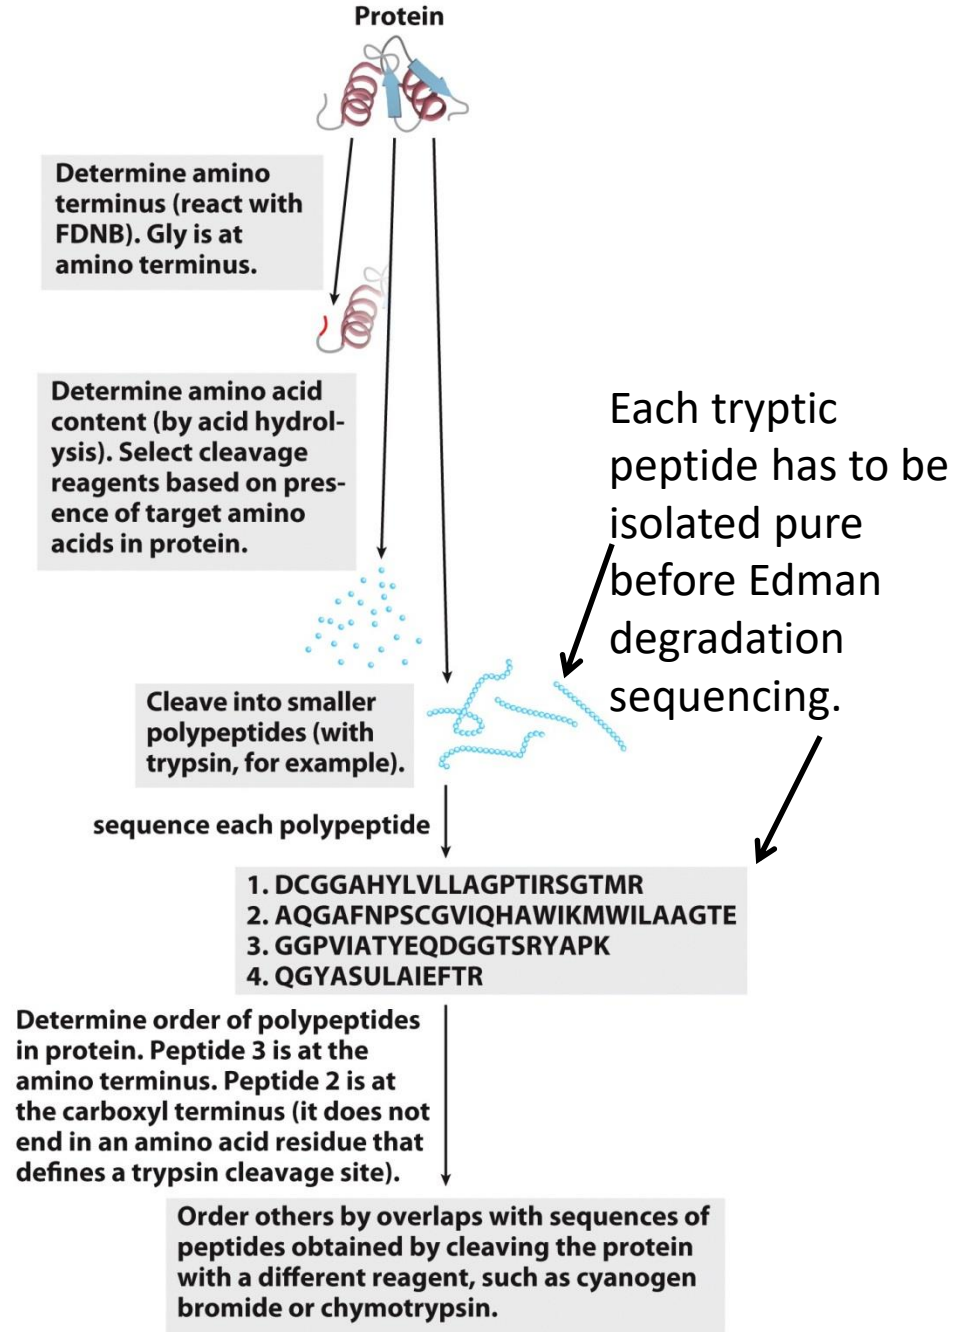 Protein
Determine amino
terminus (react with
FDNB). Gly is at
amino terminus.
Determine amino acid
content (by acid hydrol-
ysis). Select cleavage
reagents based on pres-
ence of target amino
acids in protein.
Each tryptic
peptide has to be
isolated pure
before Edman
degradation
sequencing.
Cleave into smaller
polypeptides (with
trypsin, for example).
sequence each polypeptide
1. DCGGAHYLVLLAGPTIRSGTMR
2. AQGAFNPSCGVIQHAWIKMWILAAGTE
3. GGPVIATYEQDGGTSRYAPK
4. QGYASULAIEFTR
Determine order of polypeptides
in protein. Peptide 3 is at the
amino terminus. Peptide 2 is at
the carboxyl terminus (it does not
end in an amino acid residue that
defines a trypsin cleavage site).
Order others by overlaps with sequences of
peptides obtained by cleaving the protein
with a different reagent, such as cyanogen
bromide or chymotrypsin.